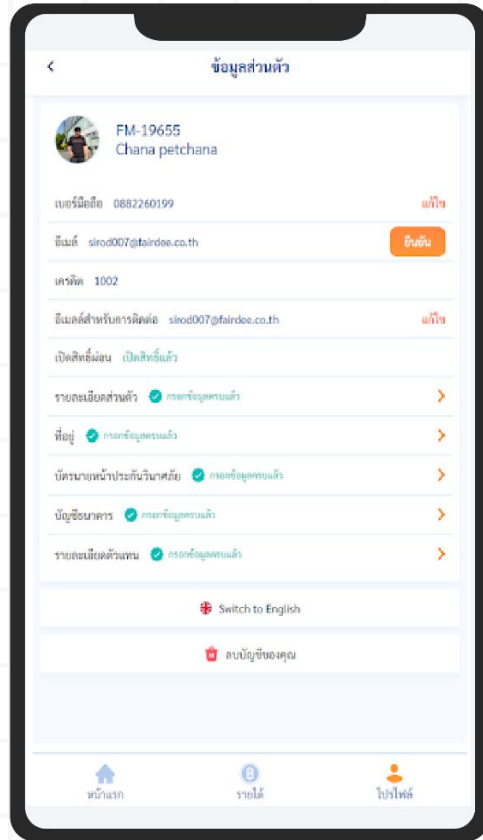 ข้อมูลส่วนตัว
FM-19655
Chana petchana
เบอร์มือถือ 0882260199 แก้ไข
อีเมล์ sirod007@fairdee.co.th ยืนยัน
เครดิต 1002
อีเมลล์สำหรับการติดต่อ sirod007@fairdee.co.th แก้ไข
เปิดสิทธิ์ผ่อน เปิดสิทธิ์แล้ว
รายละเอียดส่วนตัว กรอกข้อมูลครบแล้ว
ที่อยู่ กรอกข้อมูลครบแล้ว
บัตรนายหน้าประกันวินาศภัย กรอกข้อมูลครบแล้ว
บัญชีธนาคาร กรอกข้อมูลครบแล้ว
รายละเอียดตัวแทน กรอกข้อมูลครบแล้ว
Switch to English
ลบบัญชีของคุณ
หน้าแรก รายได้ โปรไฟล์